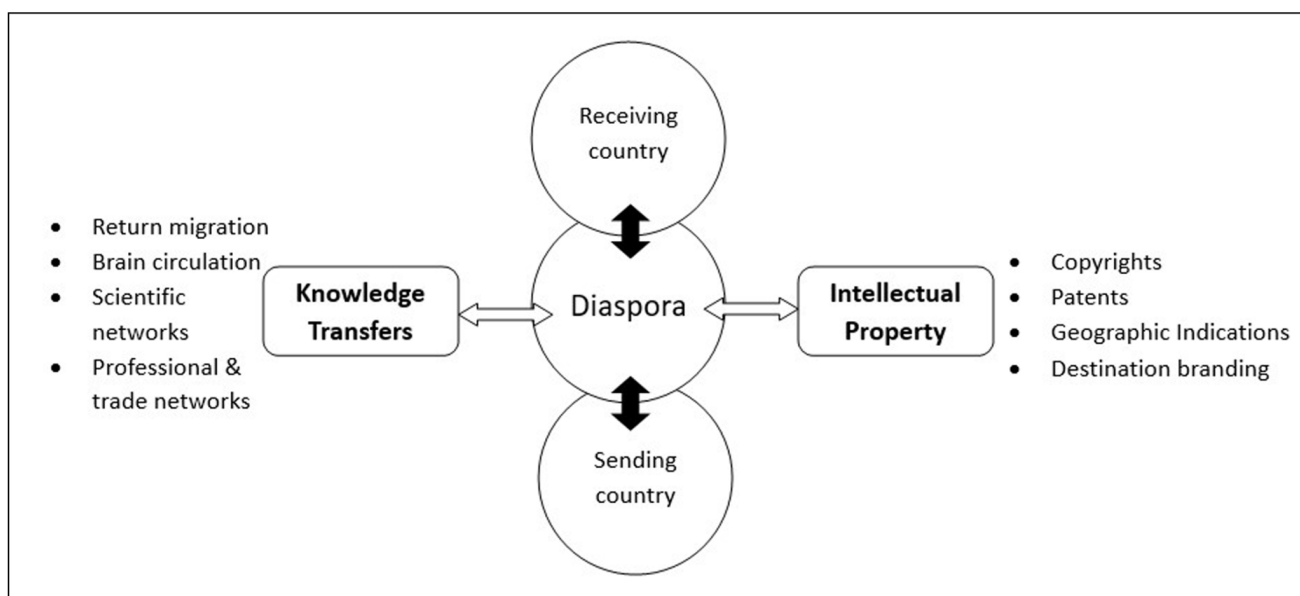 Receiving
country
• Return migration
• Brain circulation
• Scientific
networks
• Professional &
trade networks
Knowledge
Transfers
Diaspora
Intellectual
Property
• Copyrights
• Patents
• Geographic Indications
• Destination branding
Sending
country